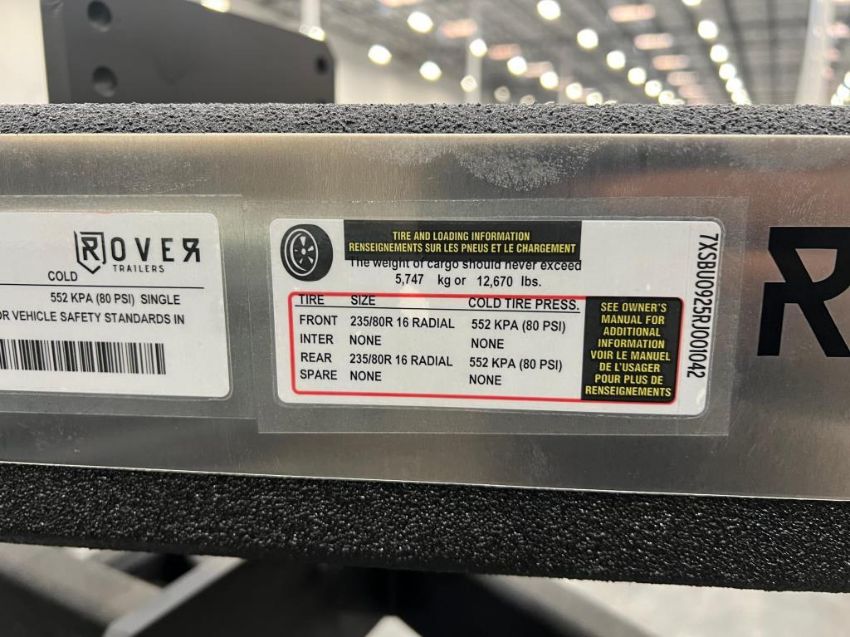 ROVER
TRAILERS
COLD
552 KPA (80 PSI) SINGLE
OR VEHICLE SAFETY STANDARDS IN
TIRE AND LOADING INFORMATION
RENSEIGNEMENTS SUR LES PNEUS ET LE CHARGEMENT
The weight of cargo should never exceed
5,747 kg or 12,670 lbs.
TIRE SIZE COLD TIRE PRESS.
FRONT 235/80R 16 RADIAL 552 KPA (80 PSI)
INTER NONE NONE
REAR 235/80R 16 RADIAL 552 KPA (80 PSI)
SPARE NONE NONE
SEE OWNER'S
MANUAL FOR
ADDITIONAL
INFORMATION
VOIR LE MANUEL
DE L'USAGER
POUR PLUS DE
RENSEIGNEMENTS